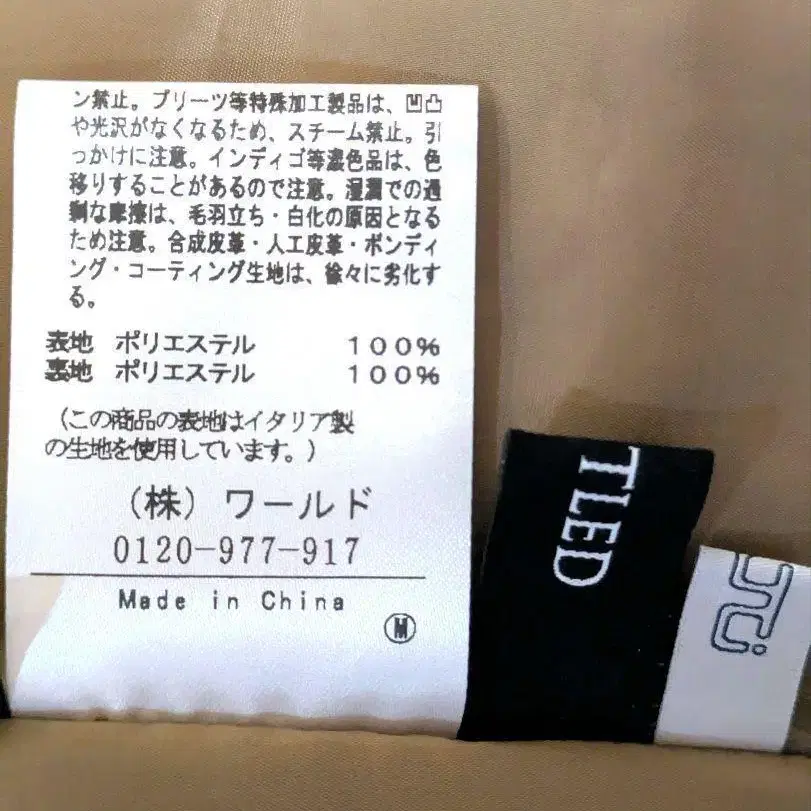 ン禁止。プリーツ等特殊加工製品は、凹凸
や光沢がなくなるため、スチーム禁止。引
っかけに注意。インディゴ等濃色品は、色
移りすることがあるので注意。湿潤での過
剰な摩擦は、毛羽立ち・白化の原因となる
ため注意。合成皮革・人工皮革・ボンディ
ング・コーティング生地は、徐々に劣化す
る。
表地 ポリエステル 100%
裏地 ポリエステル 100%
（この商品の表地はイタリア製
の生地を使用しています。）
（株）ワールド
0120-977-917
Made in China
M
TLED